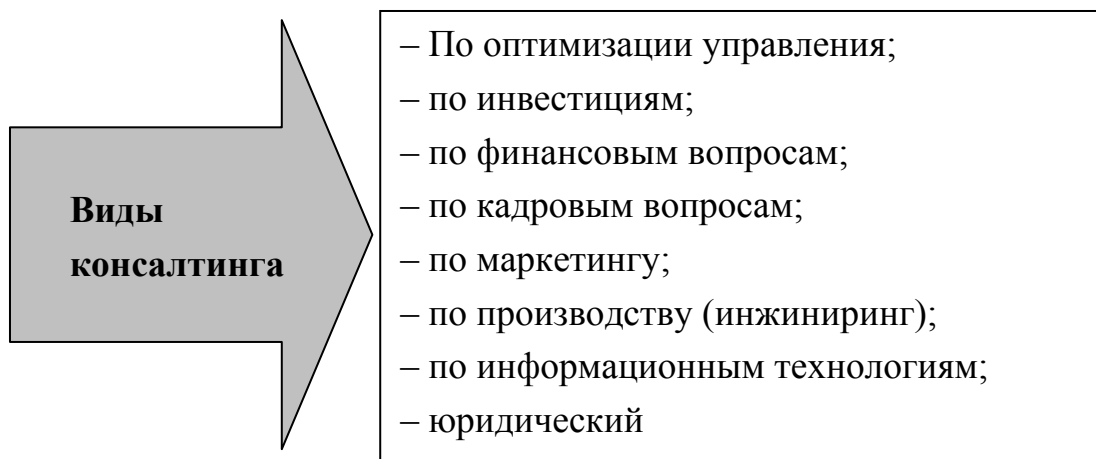 Виды
консалтинга
– По оптимизации управления;
– по инвестициям;
– по финансовым вопросам;
– по кадровым вопросам;
– по маркетингу;
– по производству (инжиниринг);
– по информационным технологиям;
– юридический